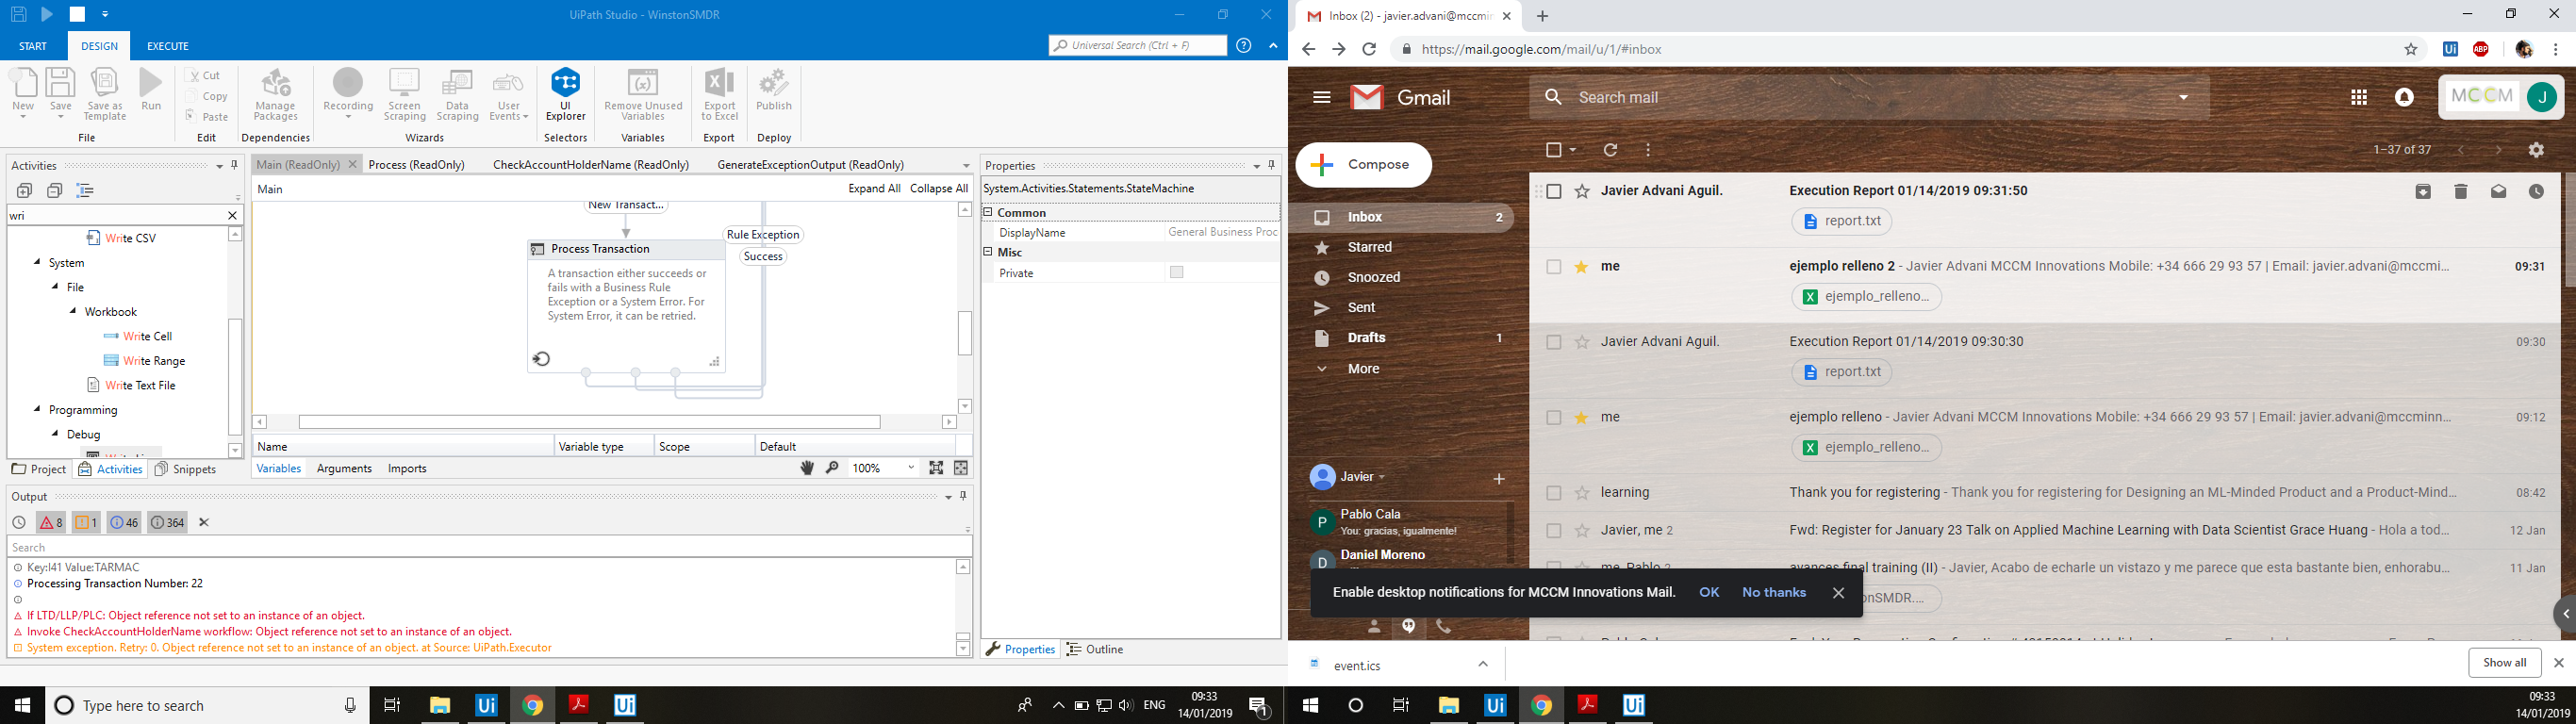 UiPath Studio - WinstonSMDR
START DESIGN EXECUTE
Universal Search (Ctrl + F)
New Save Save as Template Run
Cut
Copy
Paste
Manage Packages
Recording Screen Scraping Data Scraping User Events
UI Explorer
Remove Unused Variables
Export to Excel
Publish
File Edit Dependencies Wizards Selectors Variables Export Deploy
Activities
wri
Write CSV
System
File
Workbook
Write Cell
Write Range
Write Text File
Programming
Debug
Project Activities Snippets
Main (ReadOnly) Process (ReadOnly) CheckAccountHolderName (ReadOnly) GenerateExceptionOutput (ReadOnly)
Main Expand All Collapse All
New Transact...
Process Transaction
Rule Exception
Success
A transaction either succeeds or
fails with a Business Rule
Exception or a System Error. For
System Error, it can be retried.
Name Variable type Scope Default
Variables Arguments Imports 100%
Properties
System.Activities.Statements.StateMachine
Common
DisplayName General Business Proc
Misc
Private
Properties Outline
Output
8 1 46 364
Search
Key:I41 Value:TARMAC
Processing Transaction Number: 22
If LTD/LLP/PLC: Object reference not set to an instance of an object.
Invoke CheckAccountHolderName workflow: Object reference not set to an instance of an object.
System exception. Retry: 0. Object reference not set to an instance of an object. at Source: UiPath.Executor
Type here to search
ENG
09:33
14/01/2019
1
Inbox (2) - javier.advani@mccmin
https://mail.google.com/mail/u/1/#inbox
Ui ABP
Gmail
Search mail
MCCM J
Compose
1–37 of 37
Inbox 2
Starred
Snoozed
Sent
Drafts 1
More
Javier
P Pablo Cala
You: gracias, igualmente!
D Daniel Moreno
Javier Advani Aguil. Execution Report 01/14/2019 09:31:50
report.txt
me ejemplo relleno 2 - Javier Advani MCCM Innovations Mobile: +34 666 29 93 57 | Email: javier.advani@mccmi... 09:31
ejemplo_relleno...
Javier Advani Aguil. Execution Report 01/14/2019 09:30:30 09:30
report.txt
me ejemplo relleno - Javier Advani MCCM Innovations Mobile: +34 666 29 93 57 | Email: javier.advani@mccminn... 09:12
ejemplo_relleno...
learning Thank you for registering - Thank you for registering for Designing an ML-Minded Product and a Product-Mind... 08:42
Javier, me 2 Fwd: Register for January 23 Talk on Applied Machine Learning with Data Scientist Grace Huang - Hola a tod... 12 Jan
me, Pablo 2 avances final training (II) - Javier, Acabo de echarle un vistazo y me parece que esta bastante bien, enhorabu... 11 Jan
Enable desktop notifications for MCCM Innovations Mail. OK No thanks
event.ics
Show all
09:33
14/01/2019